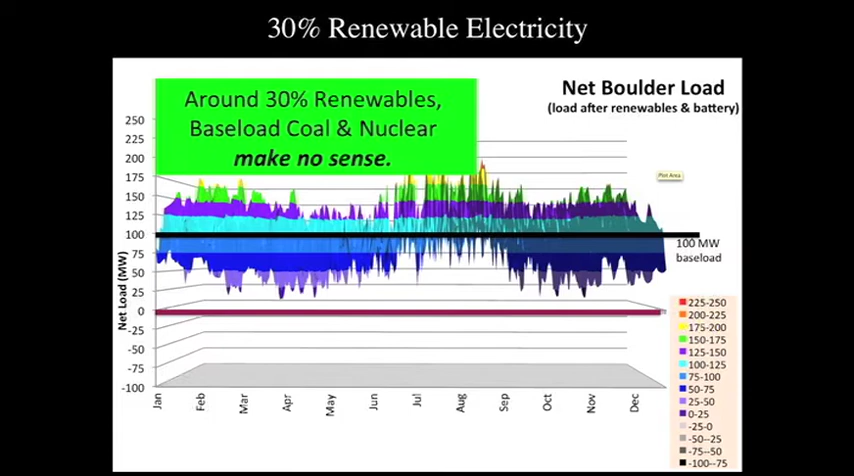 30% Renewable Electricity
Around 30% Renewables,
Baseload Coal & Nuclear
make no sense.
Net Boulder Load
(load after renewables & battery)
Plot Area
250
225
200
175
150
125
100
75
50
25
0
-25
-50
-75
-100
Net Load (MW)
100 MW
baseload
Jan
Feb
Mar
Apr
May
Jun
Jul
Aug
Sep
Oct
Nov
Dec
225-250
200-225
175-200
150-175
125-150
100-125
75-100
50-75
25-50
0-25
-25-0
-50--25
-75--50
-100--75